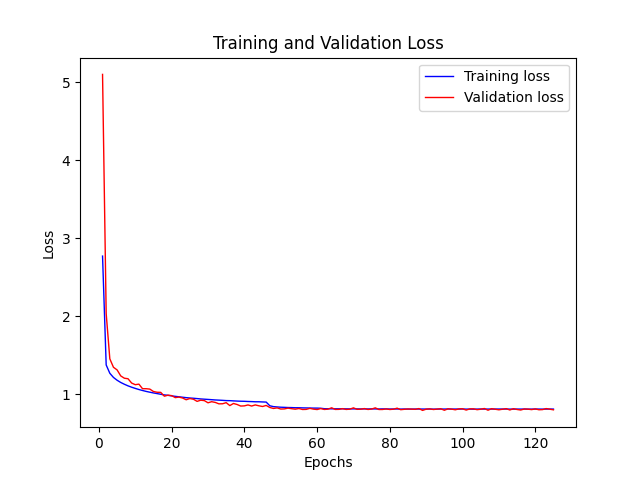 Training and Validation Loss
Training loss
Validation loss
5
4
3
2
1
Loss
0 20 40 60 80 100 120
Epochs